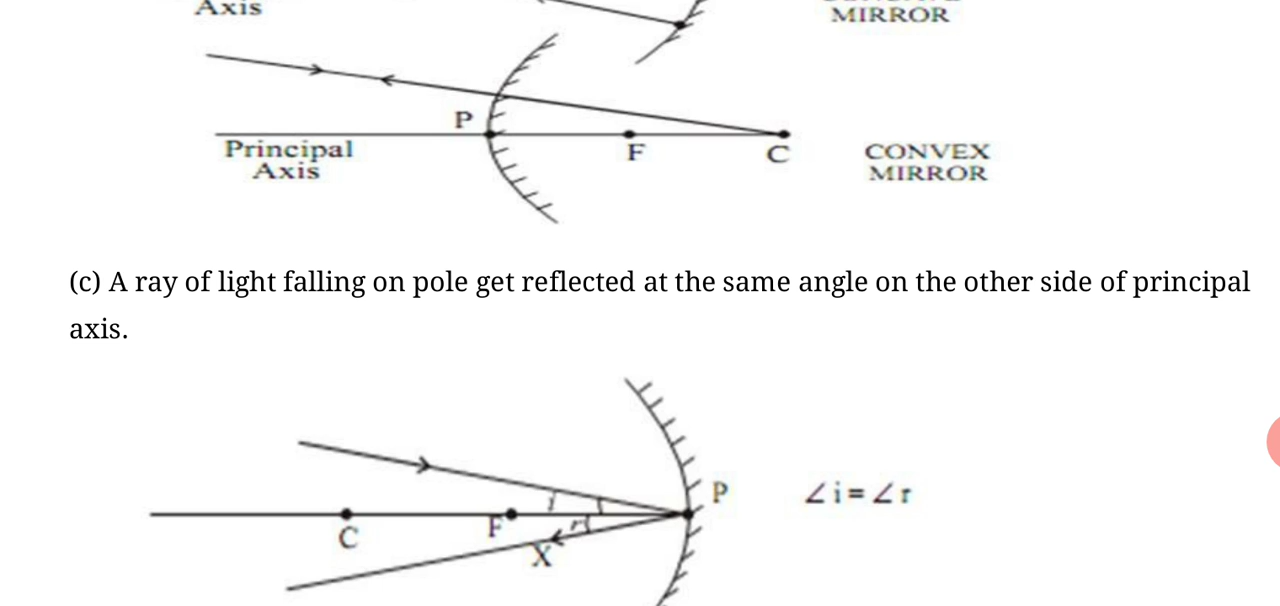 Axis
MIRROR
P
Principal
Axis
F
C
CONVEX
MIRROR
(c) A ray of light falling on pole get reflected at the same angle on the other side of principal
axis.
P
∠i=∠r
i
C
F
r
X